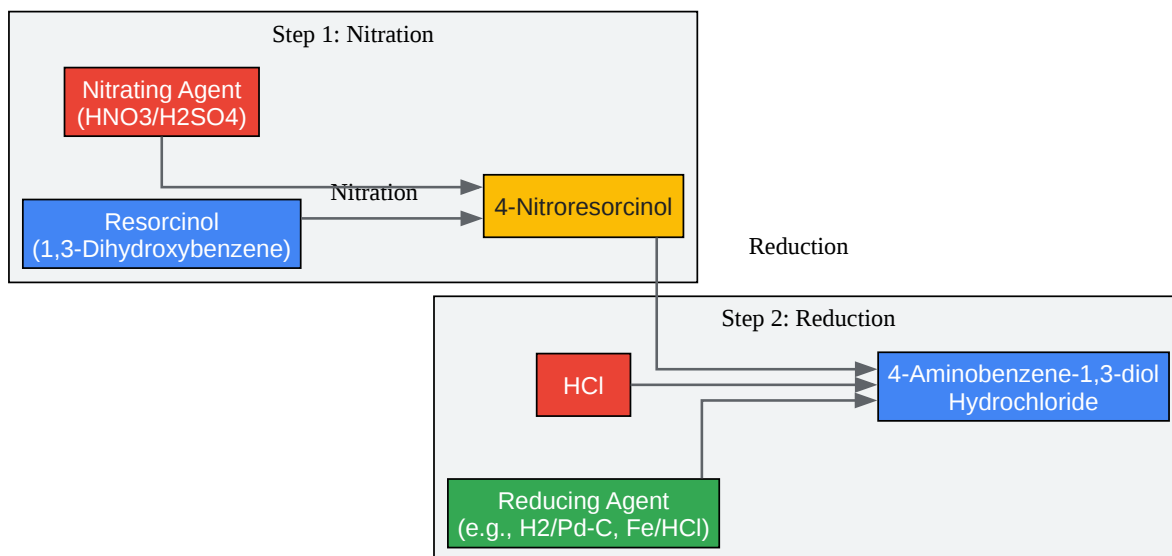 Step 1: Nitration
Nitrating Agent
(HNO3/H2SO4)
Nitration
Resorcinol
(1,3-Dihydroxybenzene)
4-Nitroresorcinol
Reduction
Step 2: Reduction
HCl
4-Aminobenzene-1,3-diol
Hydrochloride
Reducing Agent
(e.g., H2/Pd-C, Fe/HCl)